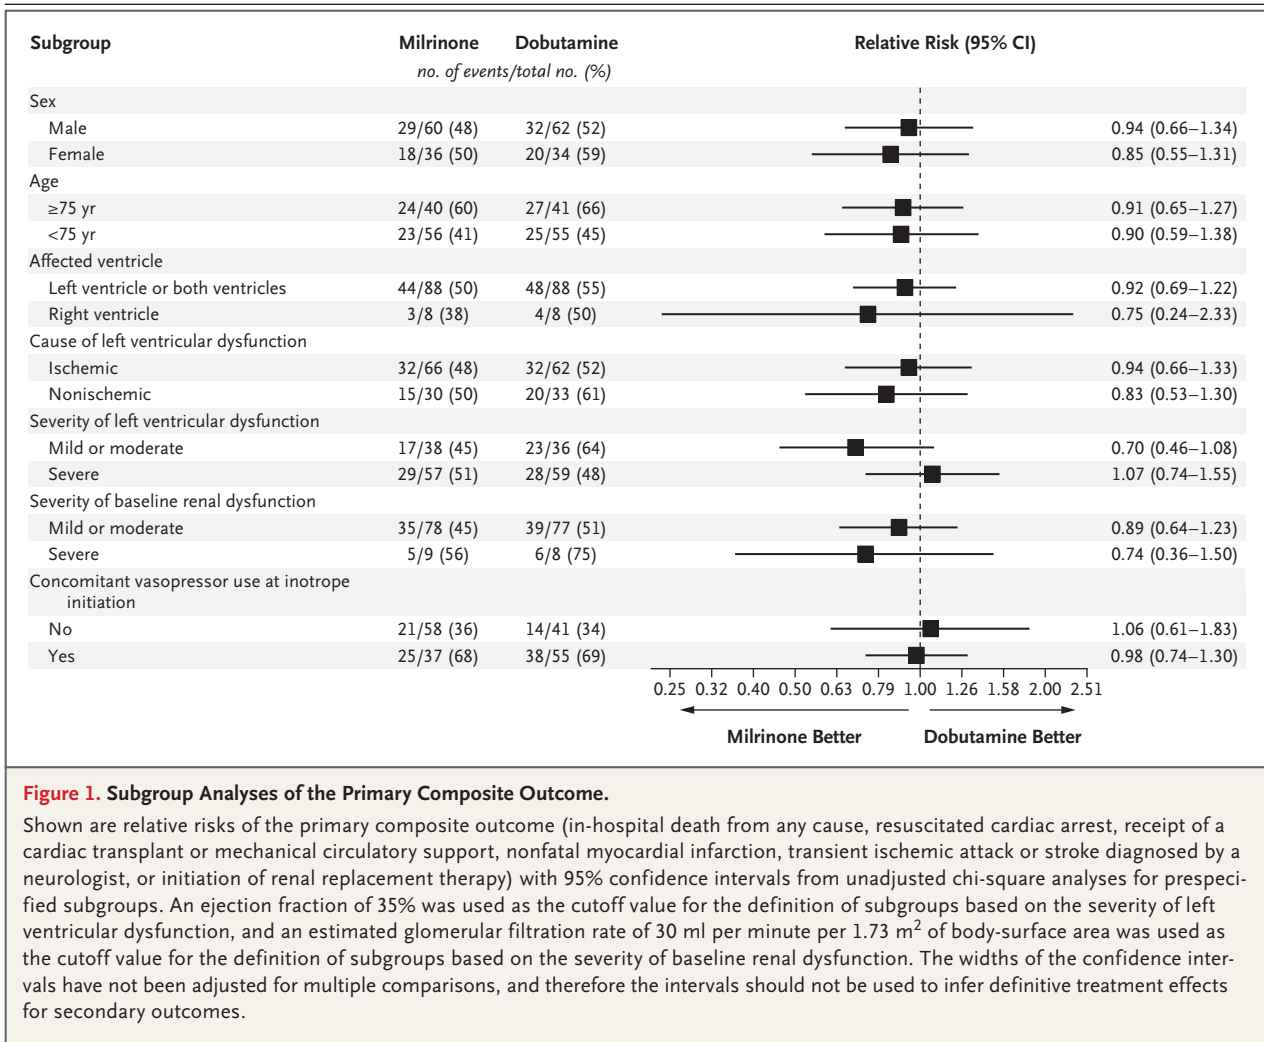 Subgroup Milrinone Dobutamine Relative Risk (95% CI)
no. of events/total no. (%)
Sex
Male 29/60 (48) 32/62 (52) 0.94 (0.66–1.34)
Female 18/36 (50) 20/34 (59) 0.85 (0.55–1.31)
Age
≥75 yr 24/40 (60) 27/41 (66) 0.91 (0.65–1.27)
<75 yr 23/56 (41) 25/55 (45) 0.90 (0.59–1.38)
Affected ventricle
Left ventricle or both ventricles 44/88 (50) 48/88 (55) 0.92 (0.69–1.22)
Right ventricle 3/8 (38) 4/8 (50) 0.75 (0.24–2.33)
Cause of left ventricular dysfunction
Ischemic 32/66 (48) 32/62 (52) 0.94 (0.66–1.33)
Nonischemic 15/30 (50) 20/33 (61) 0.83 (0.53–1.30)
Severity of left ventricular dysfunction
Mild or moderate 17/38 (45) 23/36 (64) 0.70 (0.46–1.08)
Severe 29/57 (51) 28/59 (48) 1.07 (0.74–1.55)
Severity of baseline renal dysfunction
Mild or moderate 35/78 (45) 39/77 (51) 0.89 (0.64–1.23)
Severe 5/9 (56) 6/8 (75) 0.74 (0.36–1.50)
Concomitant vasopressor use at inotrope
initiation
No 21/58 (36) 14/41 (34) 1.06 (0.61–1.83)
Yes 25/37 (68) 38/55 (69) 0.98 (0.74–1.30)
0.25 0.32 0.40 0.50 0.63 0.79 1.00 1.26 1.58 2.00 2.51
Milrinone Better Dobutamine Better
Figure 1. Subgroup Analyses of the Primary Composite Outcome.
Shown are relative risks of the primary composite outcome (in-hospital death from any cause, resuscitated cardiac arrest, receipt of a
cardiac transplant or mechanical circulatory support, nonfatal myocardial infarction, transient ischemic attack or stroke diagnosed by a
neurologist, or initiation of renal replacement therapy) with 95% confidence intervals from unadjusted chi-square analyses for prespeci-
fied subgroups. An ejection fraction of 35% was used as the cutoff value for the definition of subgroups based on the severity of left
ventricular dysfunction, and an estimated glomerular filtration rate of 30 ml per minute per 1.73 m² of body-surface area was used as
the cutoff value for the definition of subgroups based on the severity of baseline renal dysfunction. The widths of the confidence inter-
vals have not been adjusted for multiple comparisons, and therefore the intervals should not be used to infer definitive treatment effects
for secondary outcomes.